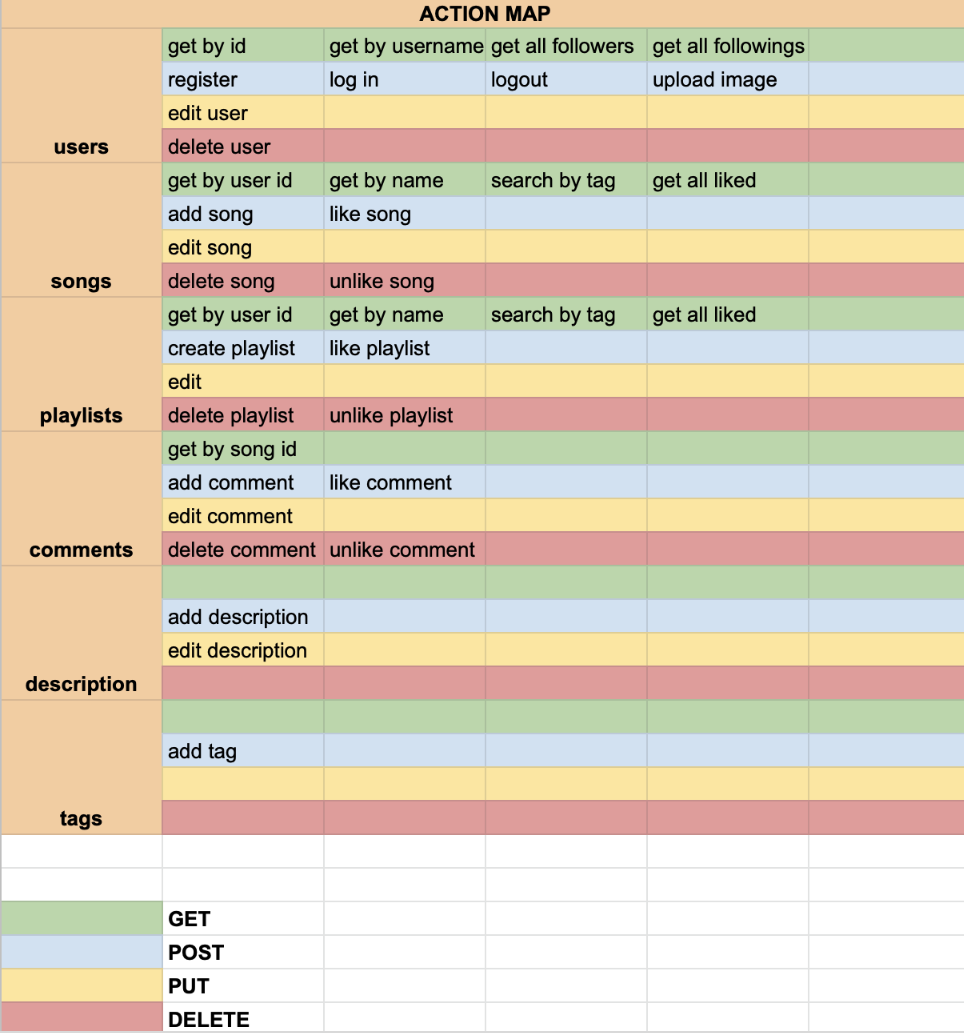 ACTION MAP
get by id get by username get all followers get all followings
register log in logout upload image
edit user
users delete user
get by user id get by name search by tag get all liked
add song like song
edit song
songs delete song unlike song
get by user id get by name search by tag get all liked
create playlist like playlist
edit
playlists delete playlist unlike playlist
get by song id
add comment like comment
edit comment
comments delete comment unlike comment
add description
edit description
description
add tag
tags
GET
POST
PUT
DELETE